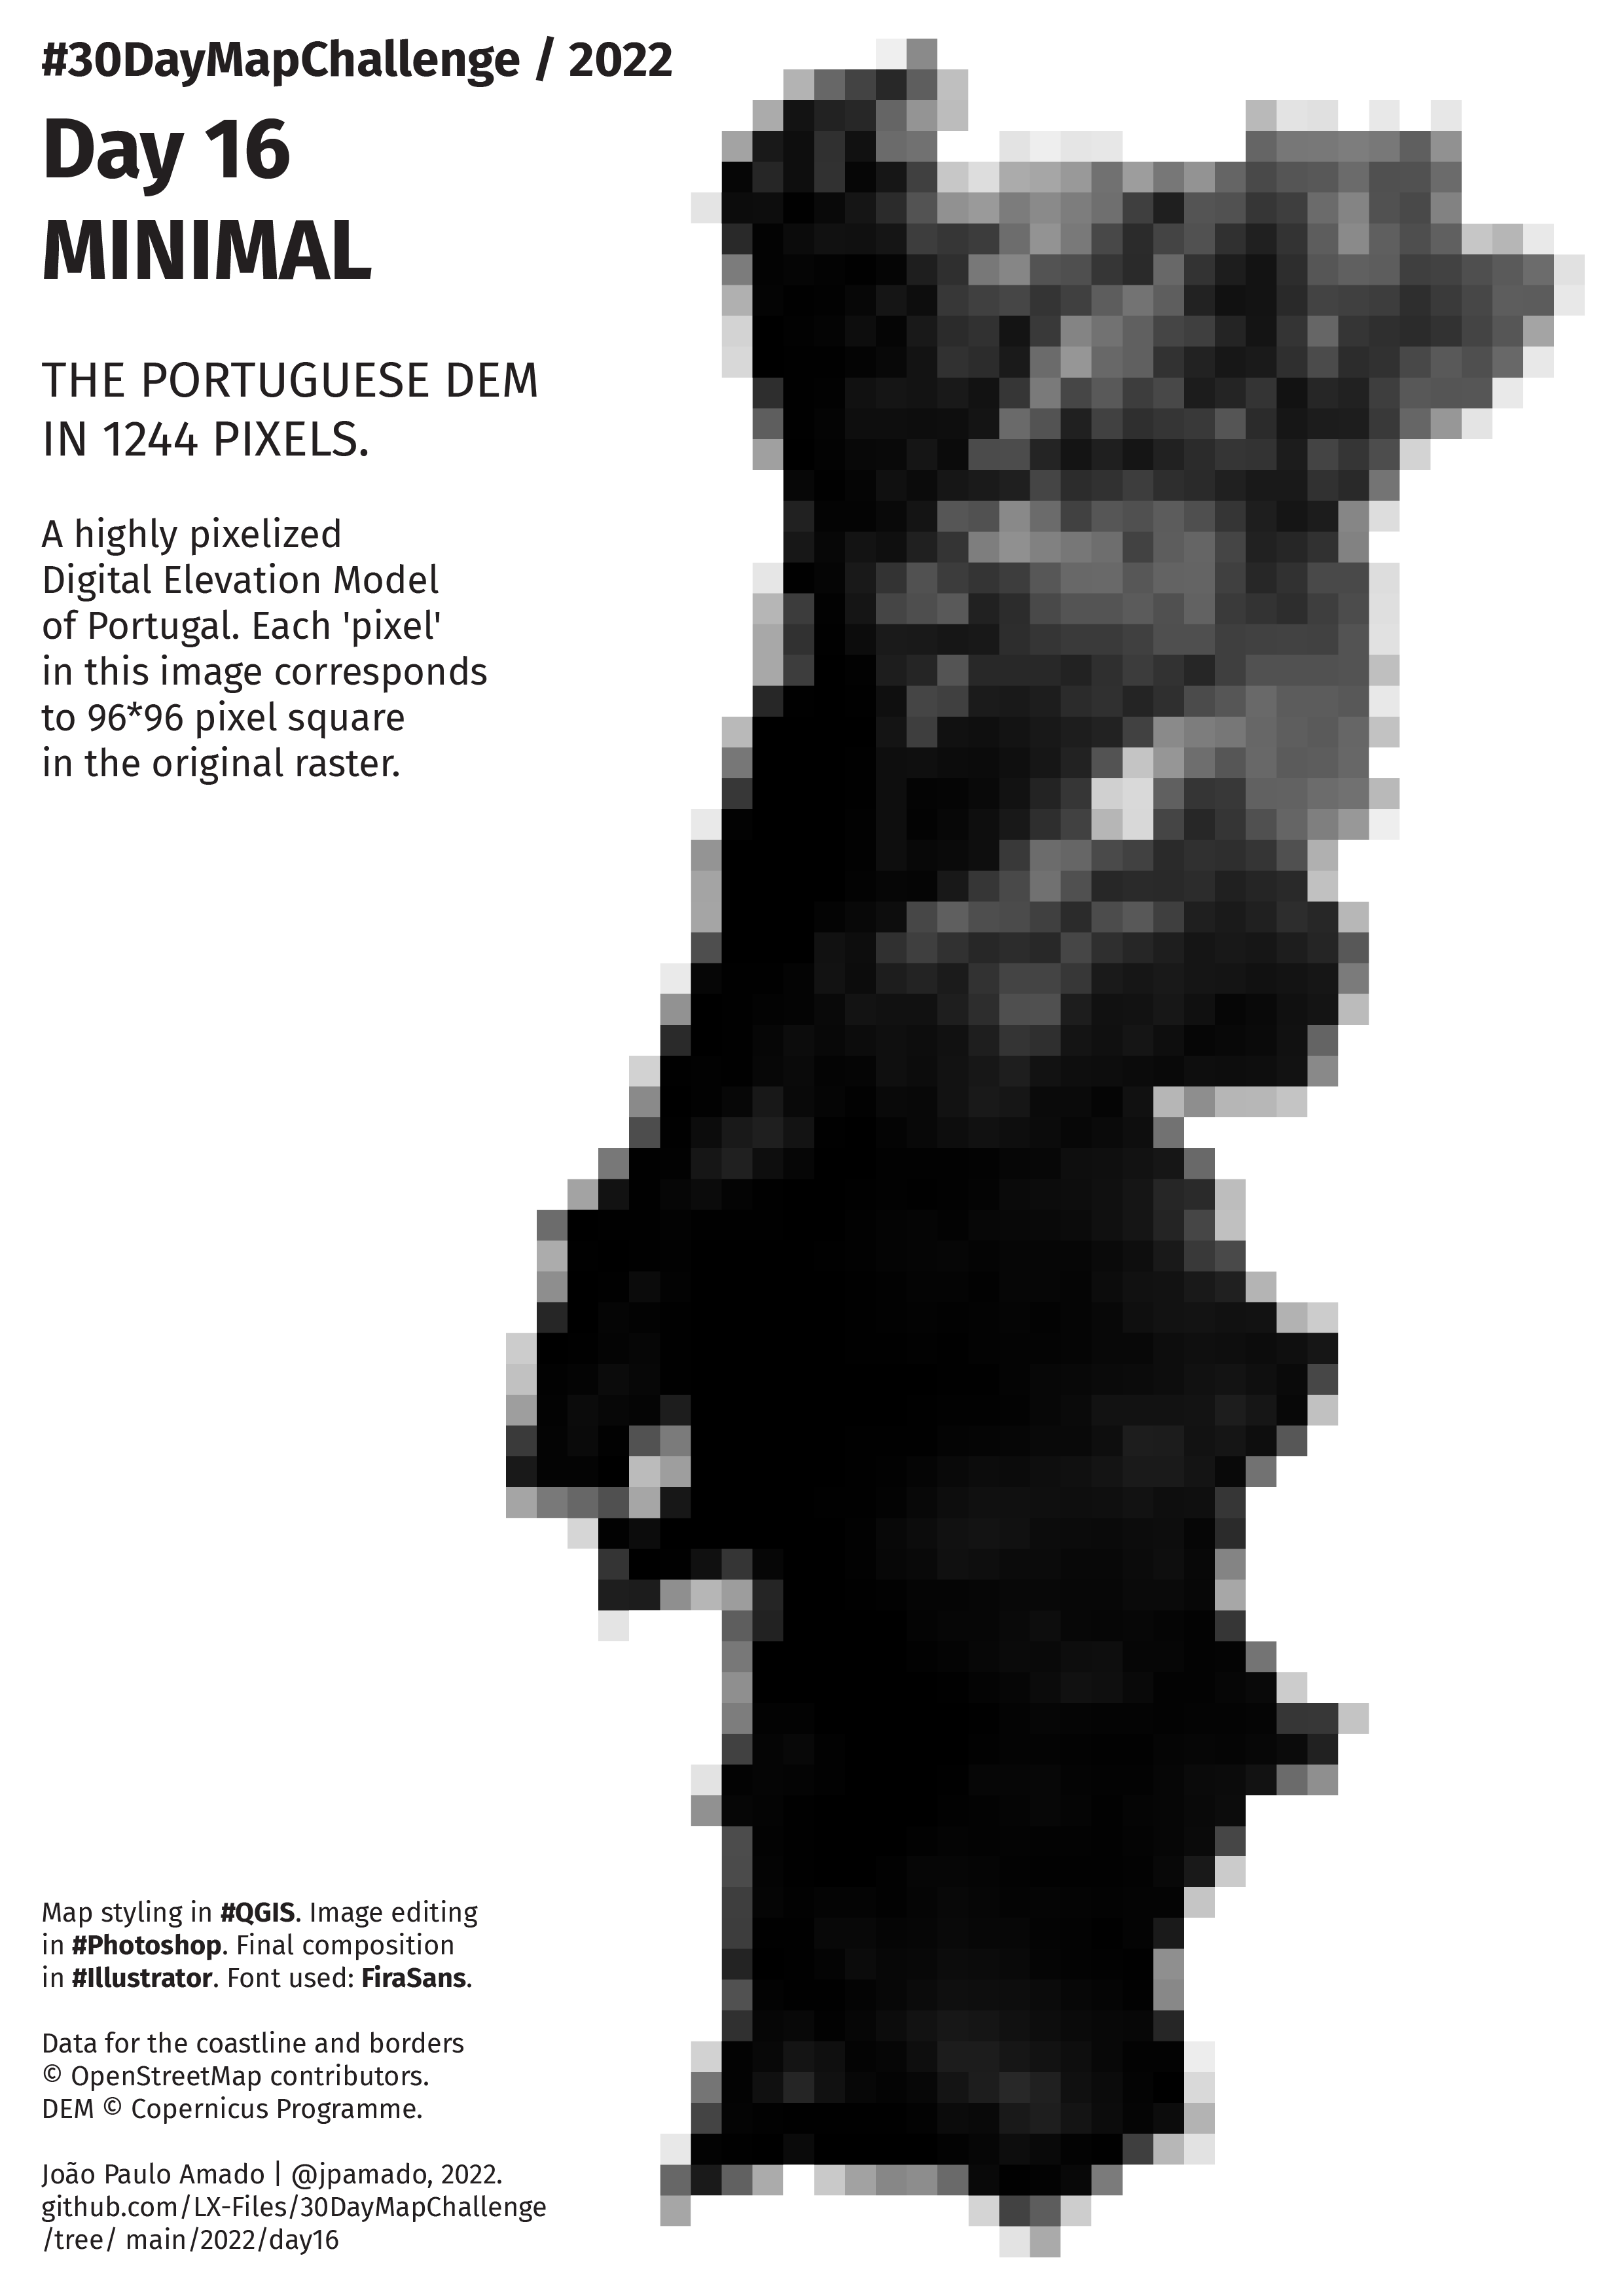 #30DayMapChallenge / 2022
Day 16
MINIMAL
THE PORTUGUESE DEM
IN 1244 PIXELS.
A highly pixelized
Digital Elevation Model
of Portugal. Each 'pixel'
in this image corresponds
to 96*96 pixel square
in the original raster.
Map styling in #QGIS. Image editing
in #Photoshop. Final composition
in #Illustrator. Font used: FiraSans.
Data for the coastline and borders
© OpenStreetMap contributors.
DEM © Copernicus Programme.
João Paulo Amado | @jpamado, 2022.
github.com/LX-Files/30DayMapChallenge
/tree/ main/2022/day16